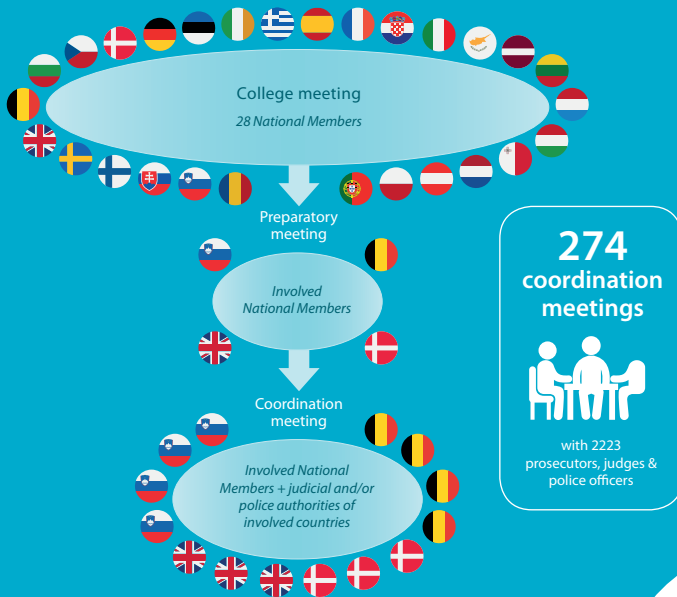 College meeting
28 National Members
Preparatory
meeting
Involved
National Members
Coordination
meeting
Involved National
Members + judicial and/or
police authorities of
involved countries
274
coordination
meetings
with 2223
prosecutors, judges &
police officers